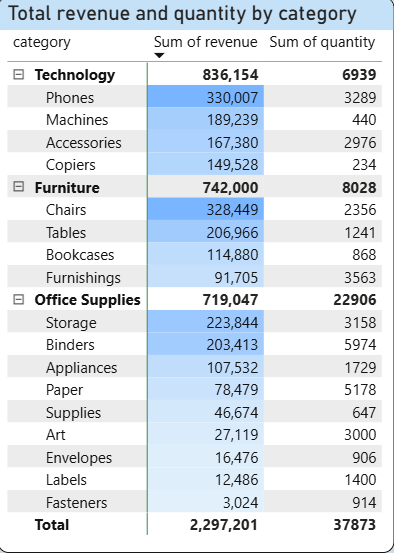 Total revenue and quantity by category
category Sum of revenue Sum of quantity
Technology 836,154 6939
Phones 330,007 3289
Machines 189,239 440
Accessories 167,380 2976
Copiers 149,528 234
Furniture 742,000 8028
Chairs 328,449 2356
Tables 206,966 1241
Bookcases 114,880 868
Furnishings 91,705 3563
Office Supplies 719,047 22906
Storage 223,844 3158
Binders 203,413 5974
Appliances 107,532 1729
Paper 78,479 5178
Supplies 46,674 647
Art 27,119 3000
Envelopes 16,476 906
Labels 12,486 1400
Fasteners 3,024 914
Total 2,297,201 37873